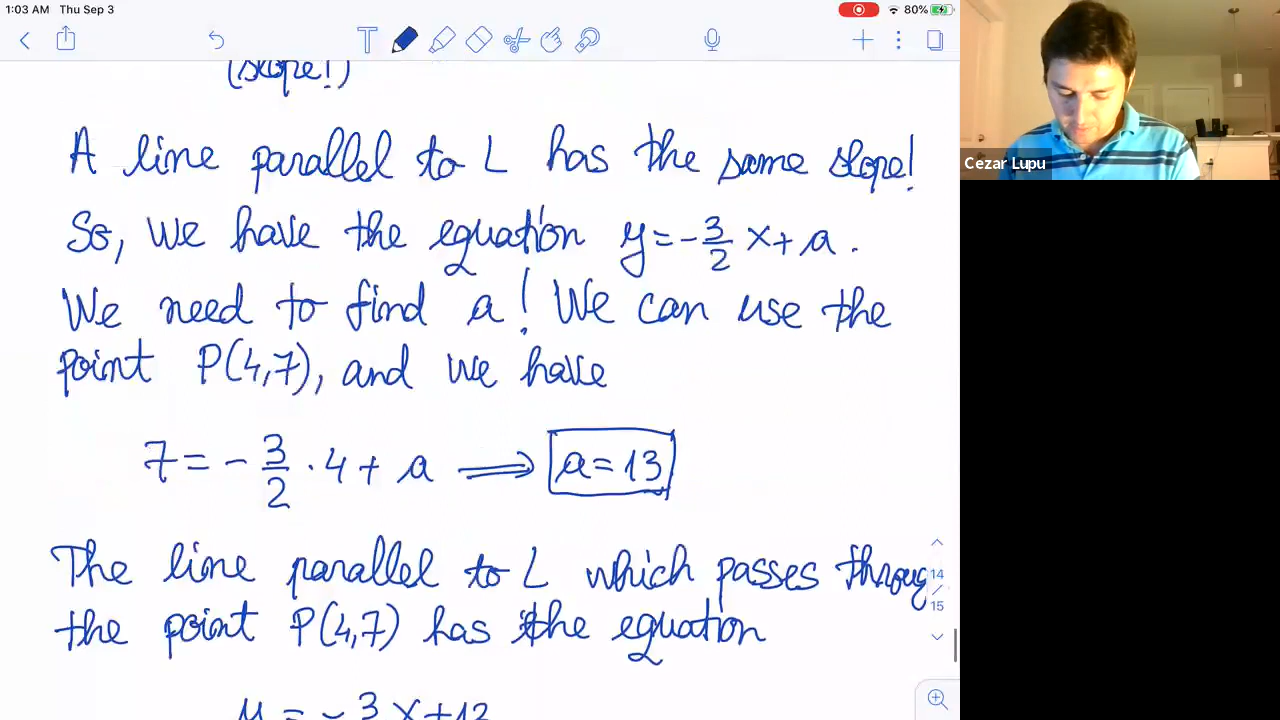 1:03 AM Thu Sep 3
80%
T
(slope!)
Cezar Lupu
A line parallel to L has the same slope!
So, we have the equation y = -3/2 x + a.
We need to find a! We can use the
point P(4,7), and we have
7 = -3/2 · 4 + a ⟹ a = 13
The line parallel to L which passes throug
14
15
the point P(4,7) has the equation
y = -3 x + 13